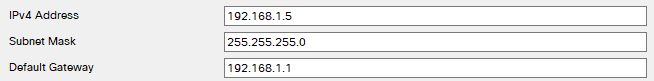 IPv4 Address 192.168.1.5
Subnet Mask 255.255.255.0
Default Gateway 192.168.1.1